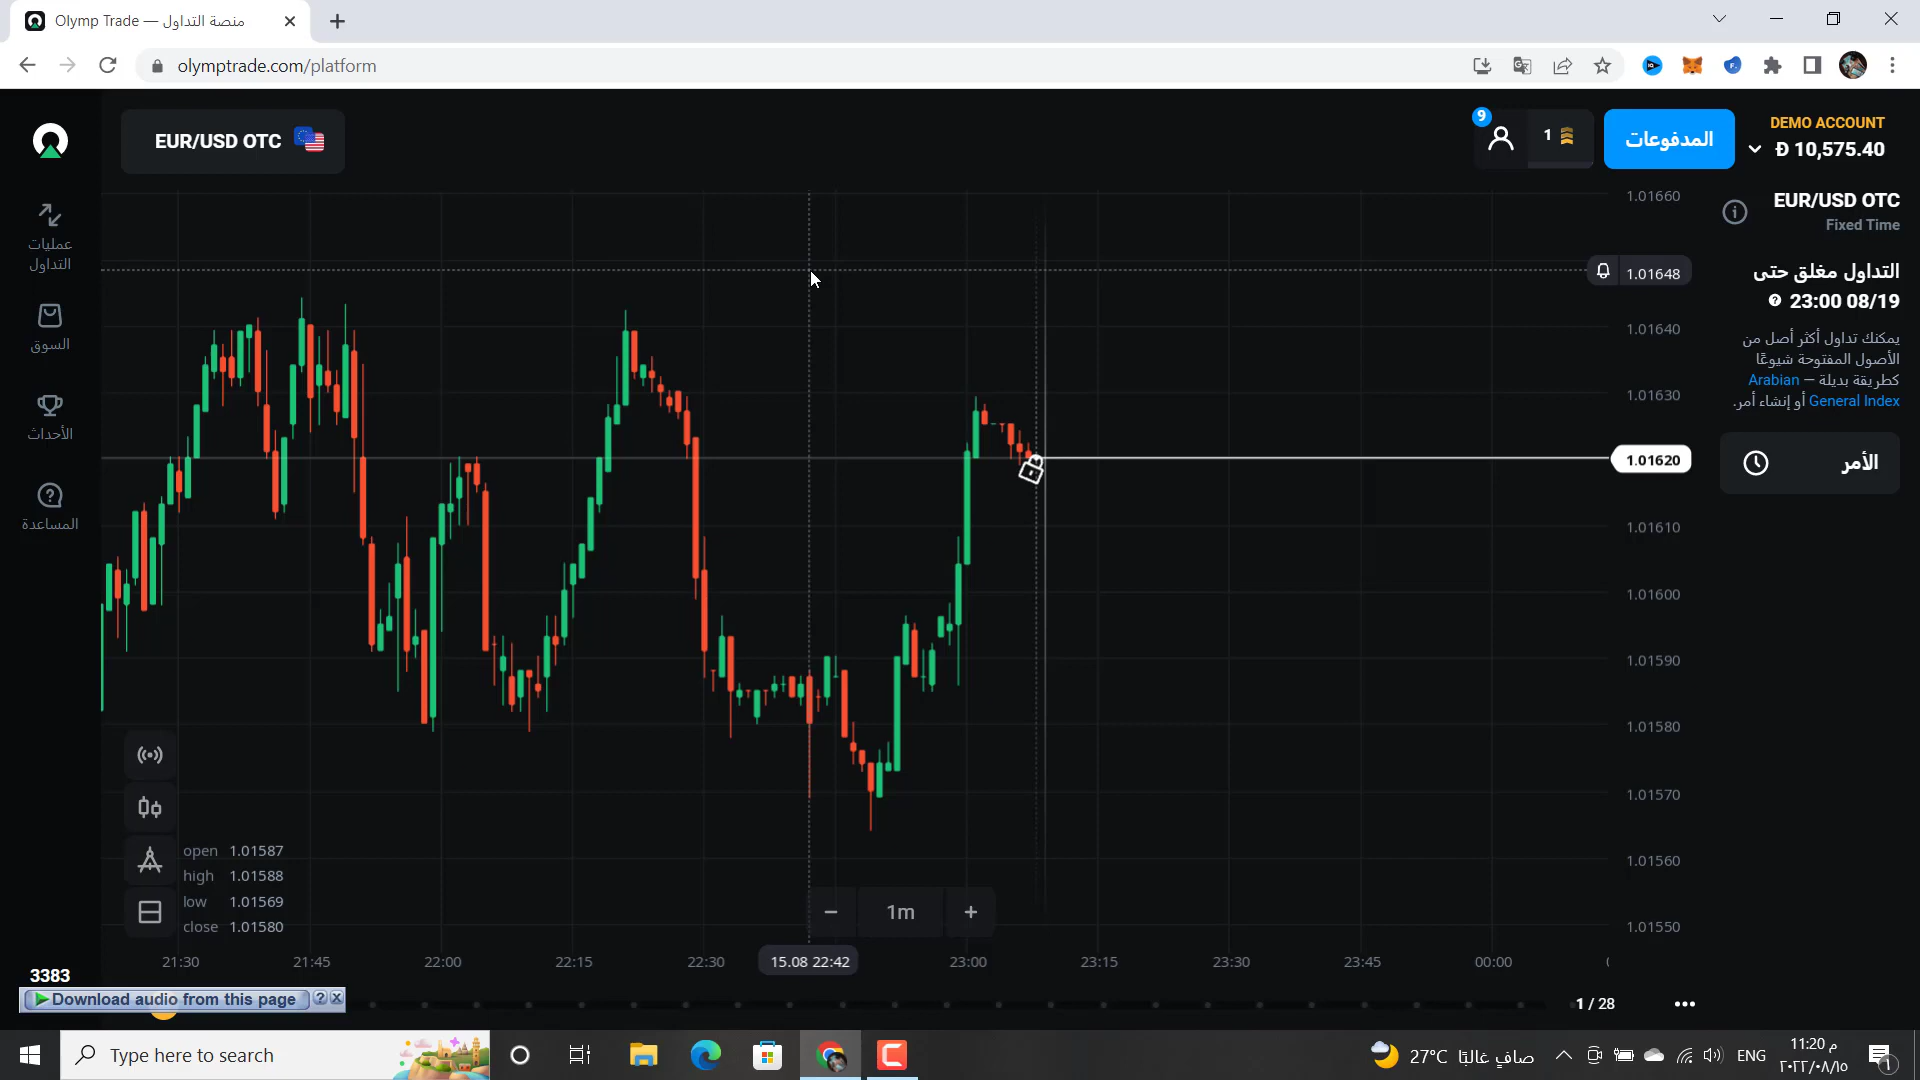 Olymp Trade — منصة التداول
olymptrade.com/platform
EUR/USD OTC
9
1
المدفوعات
DEMO ACCOUNT
Đ 10,575.40
عمليات
التداول
السوق
الأحداث
المساعدة
EUR/USD OTC
Fixed Time
التداول مغلق حتى
23:00 08/19
يمكنك تداول أكثر أصل من
الأصول المفتوحة شيوعًا
كطريقة بديلة — Arabian
General Index أو إنشاء أمر.
الأمر
1.01660
1.01648
1.01640
1.01630
1.01620
1.01610
1.01600
1.01590
1.01580
1.01570
1.01560
1.01550
open 1.01587
high 1.01588
low 1.01569
close 1.01580
− 1m +
21:30 21:45 22:00 22:15 22:30 15.08 22:42 23:00 23:15 23:30 23:45 00:00
3383
Download audio from this page ? X
1 / 28
Type here to search
27°C صافٍ غالبًا
ENG
11:20 م
٢٠٢٢/٠٨/١٥
١